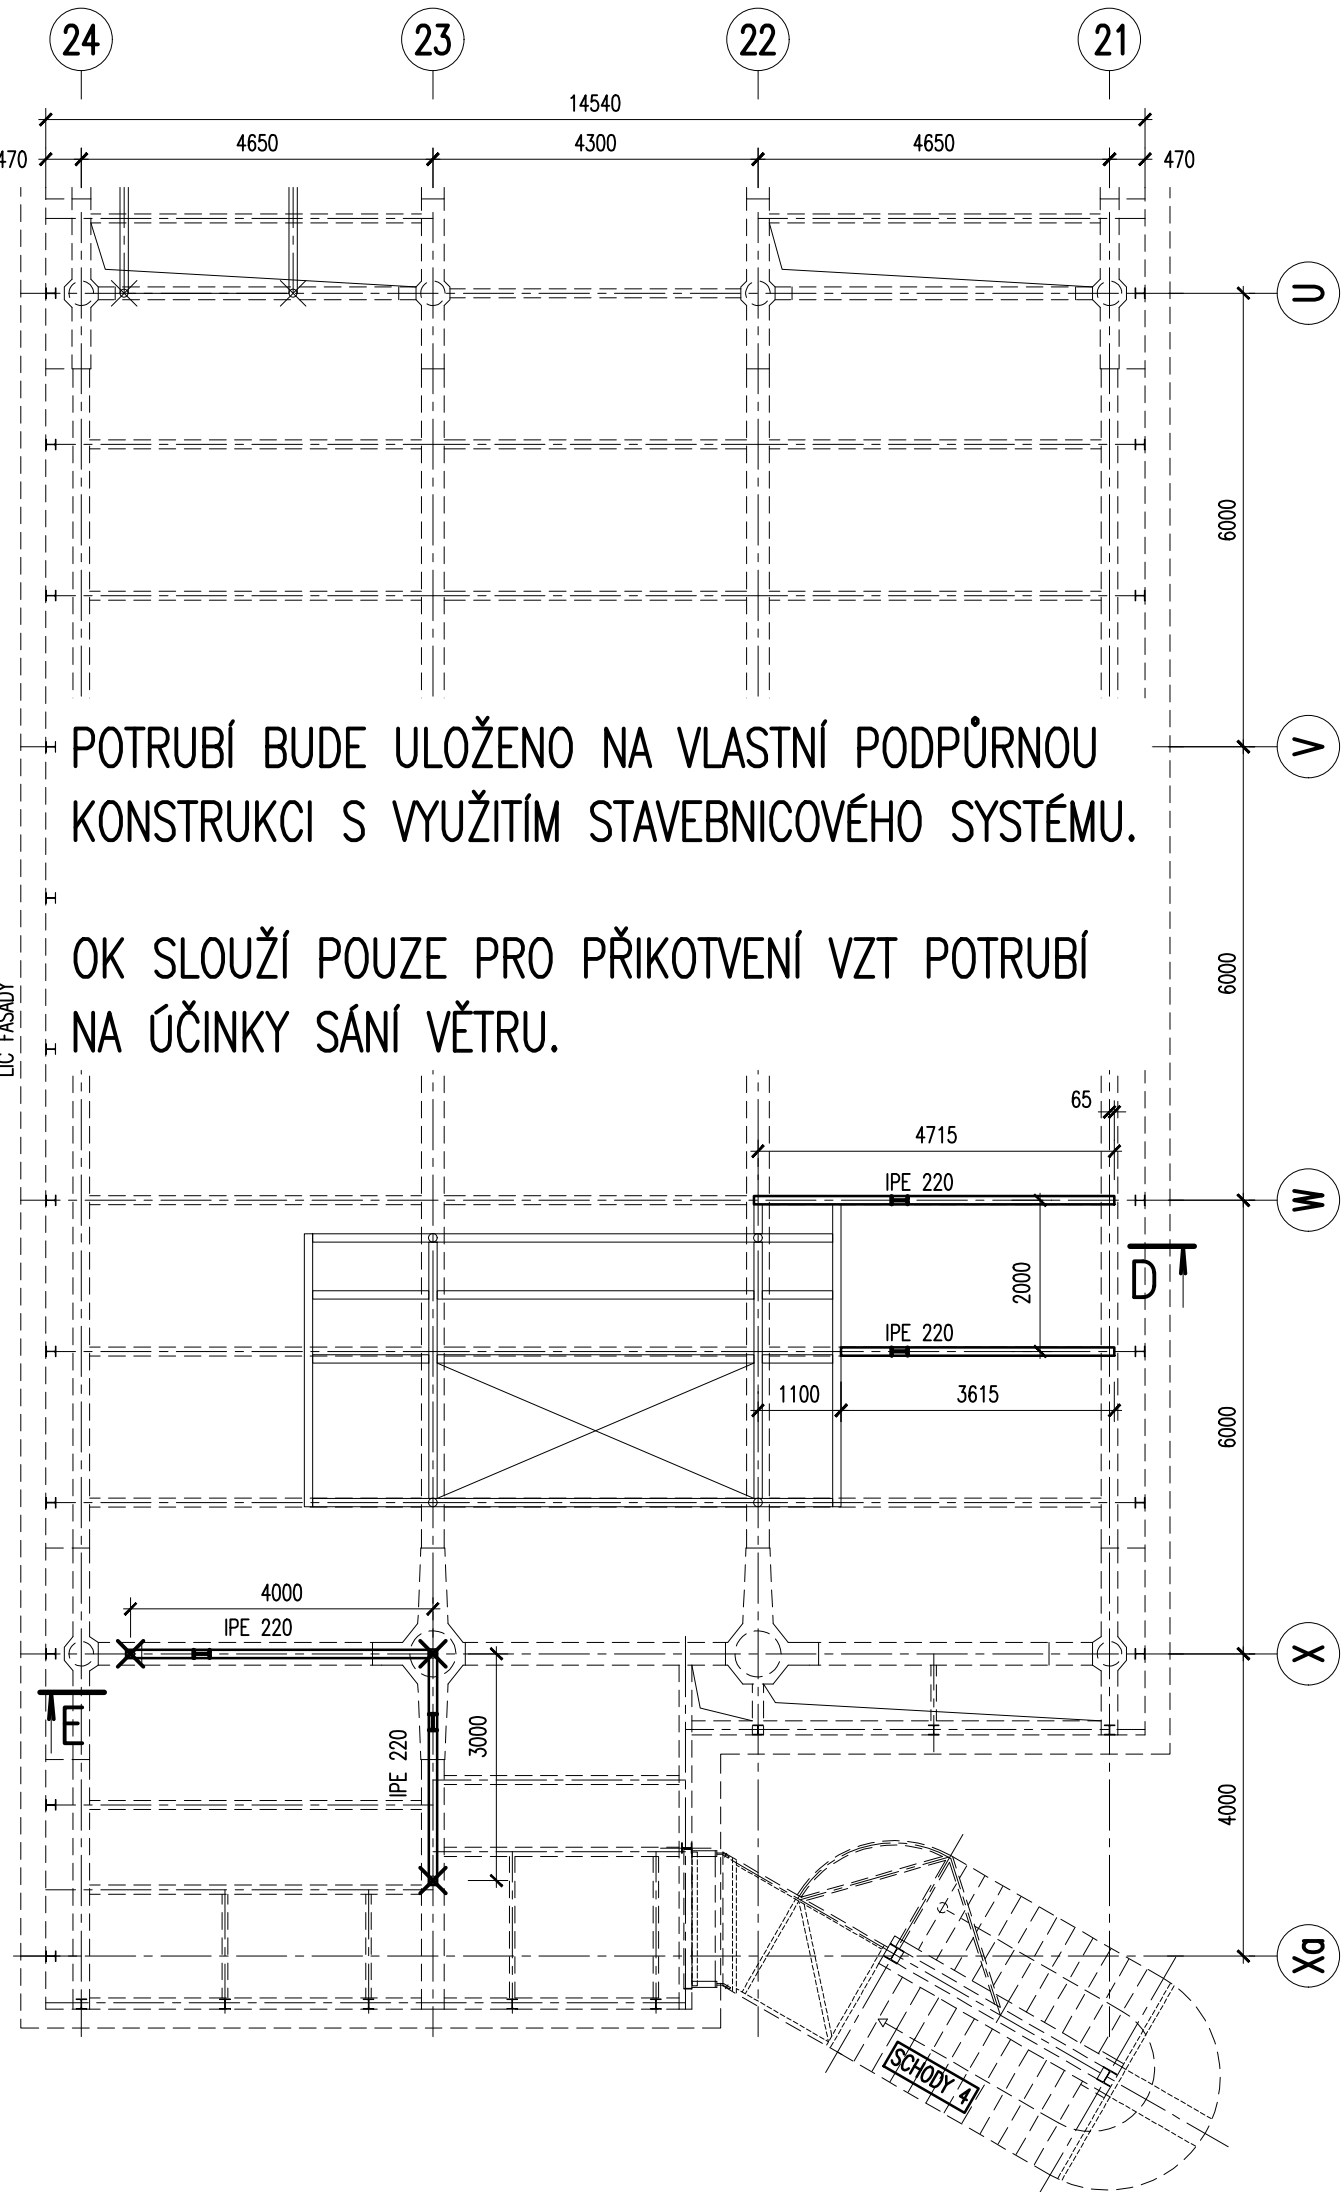 24
23
22
21
14540
470
4650
4300
4650
470
U
6000
V
POTRUBÍ BUDE ULOŽENO NA VLASTNÍ PODPŮRNOU
KONSTRUKCI S VYUŽITÍM STAVEBNICOVÉHO SYSTÉMU.
OK SLOUŽÍ POUZE PRO PŘIKOTVENÍ VZT POTRUBÍ
NA ÚČINKY SÁNÍ VĚTRU.
LÍC FASÁDY
6000
65
4715
IPE 220
W
D
2000
IPE 220
1100
3615
6000
4000
IPE 220
X
E
IPE 220
3000
4000
Xa
SCHODY 4